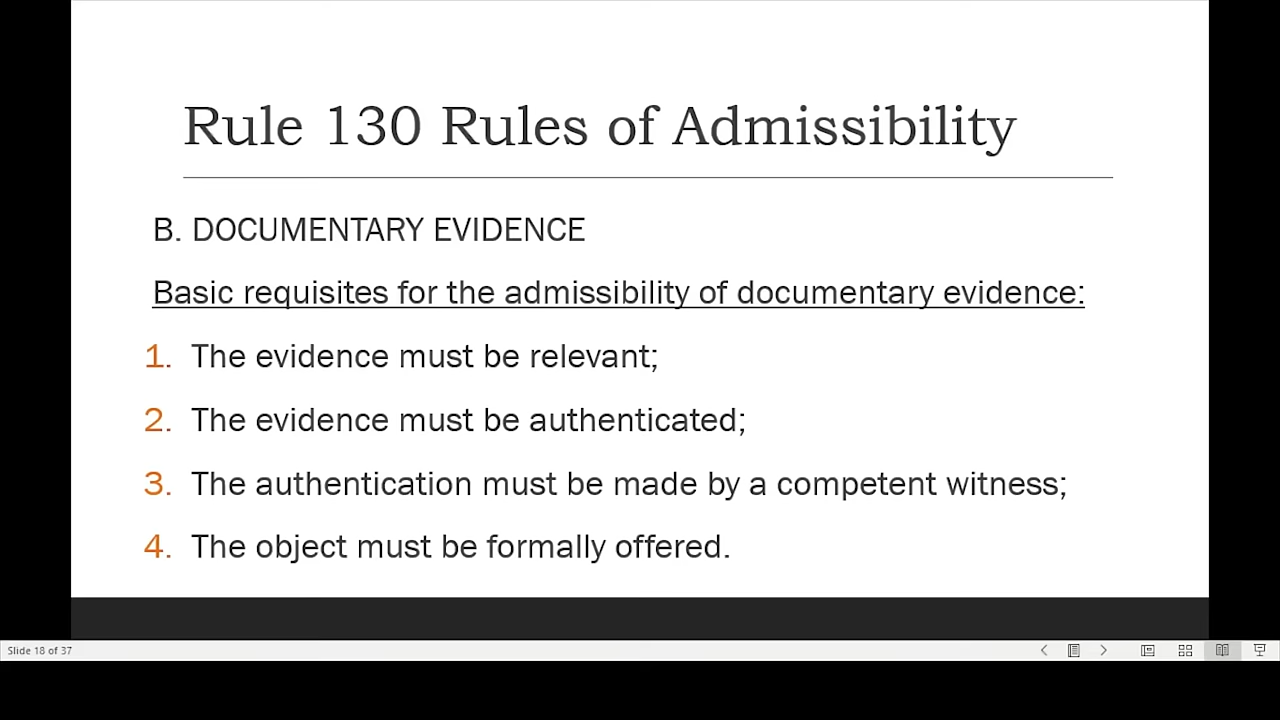 Rule 130 Rules of Admissibility
B. DOCUMENTARY EVIDENCE
Basic requisites for the admissibility of documentary evidence:
1. The evidence must be relevant;
2. The evidence must be authenticated;
3. The authentication must be made by a competent witness;
4. The object must be formally offered.
Slide 18 of 37